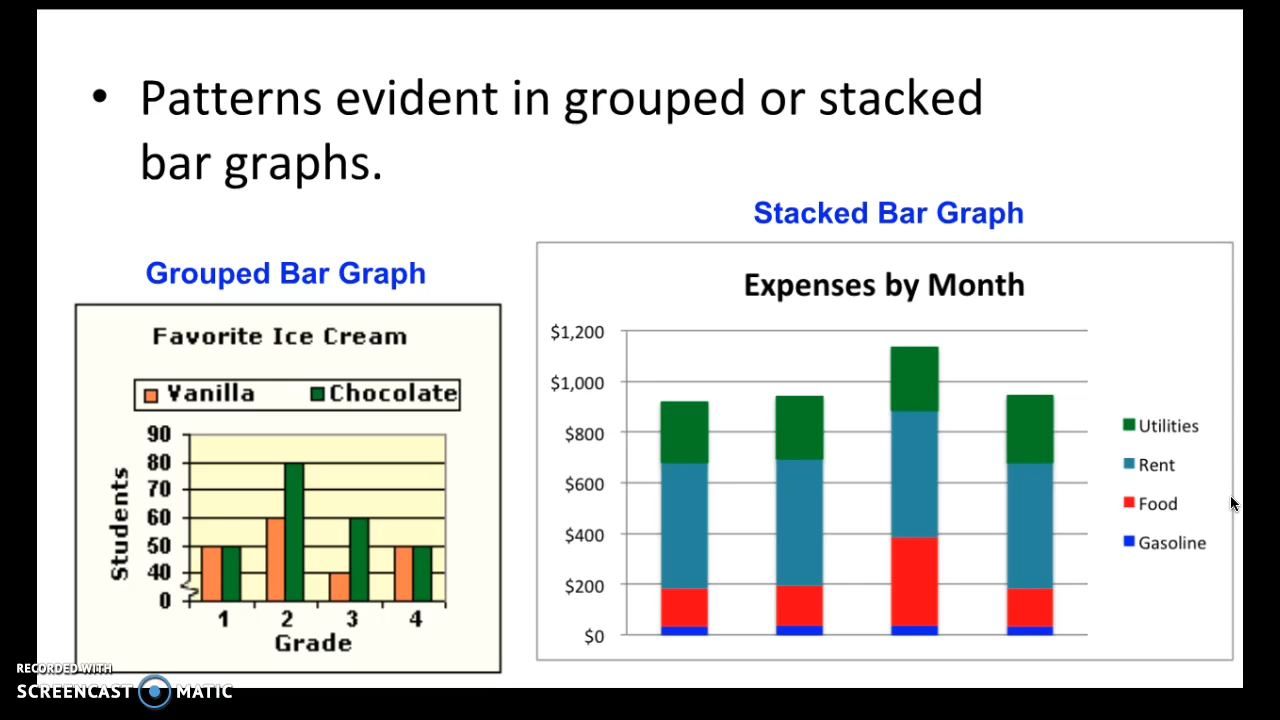 • Patterns evident in grouped or stacked
bar graphs.
Stacked Bar Graph
Grouped Bar Graph
Favorite Ice Cream
Vanilla Chocolate
90
80
70
60
50
40
0
Students
1 2 3 4
Grade
Expenses by Month
$1,200
$1,000
$800
$600
$400
$200
$0
Utilities
Rent
Food
Gasoline
RECORDED WITH
SCREENCAST MATIC